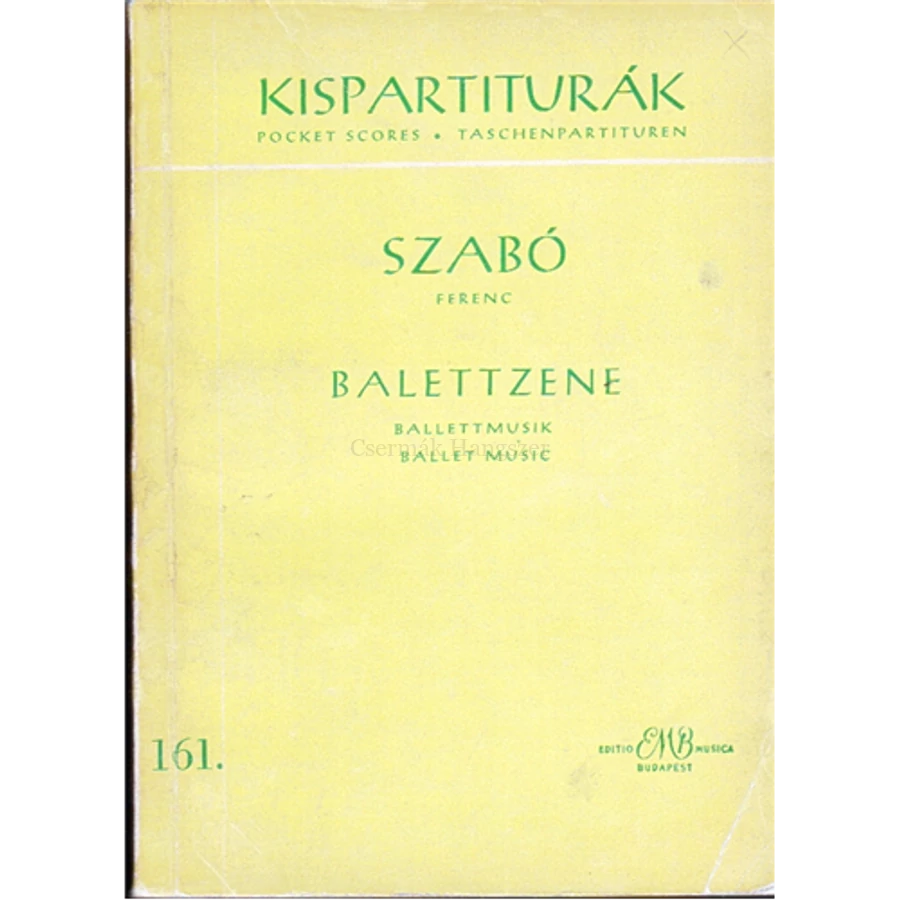 KISPARTITURÁK
POCKET SCORES • TASCHENPARTITUREN
SZABÓ
FERENC
BALETTZENE
BALLETTMUSIK
Csermák Hangszer
BALLET MUSIC
161.
EDITIO EMB MUSICA
BUDAPEST